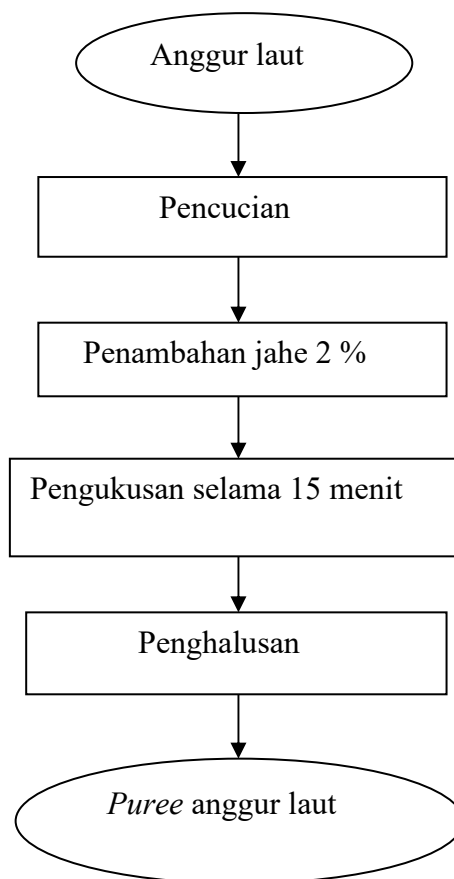 Anggur laut
Pencucian
Penambahan jahe 2 %
Pengukusan selama 15 menit
Penghalusan
Puree anggur laut